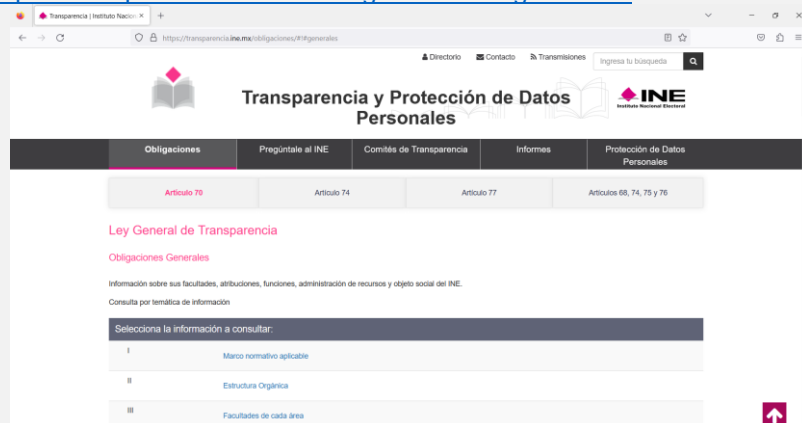 Transparencia | Instituto Nacion
https://transparencia.ine.mx/obligaciones/#!#generales
Directorio Contacto Transmisiones Ingresa tu búsqueda
Transparencia y Protección de Datos
Personales
INE
Instituto Nacional Electoral
Obligaciones Pregúntale al INE Comités de Transparencia Informes Protección de Datos
Personales
Artículo 70 Artículo 74 Artículo 77 Artículos 68, 74, 75 y 76
Ley General de Transparencia
Obligaciones Generales
Información sobre sus facultades, atribuciones, funciones, administración de recursos y objeto social del INE.
Consulta por temática de información
Selecciona la información a consultar:
I Marco normativo aplicable
II Estructura Orgánica
III Facultades de cada área